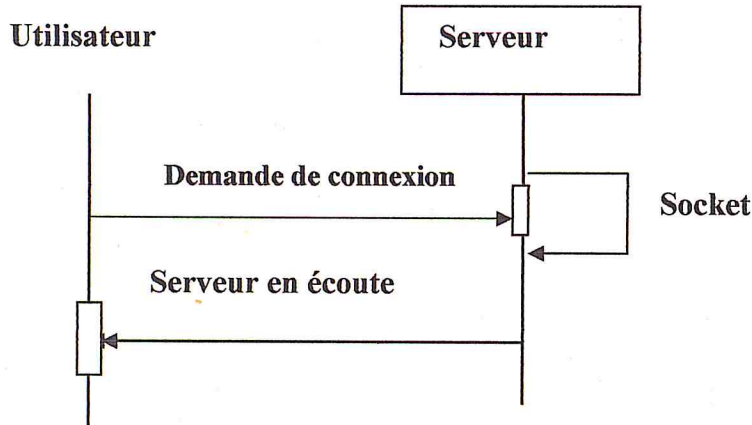 Utilisateur
Serveur
Demande de connexion
Socket
Serveur en écoute